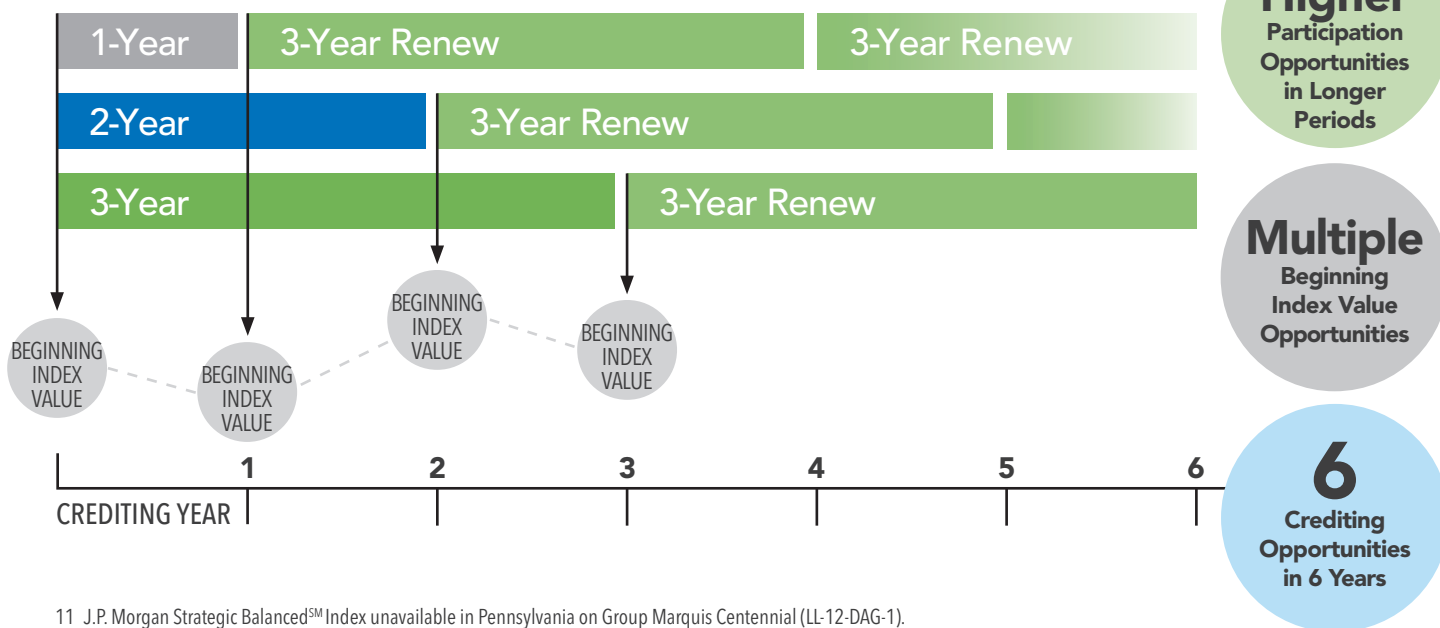 1-Year
3-Year Renew
3-Year Renew
2-Year
3-Year Renew
3-Year
3-Year Renew
BEGINNING
INDEX
VALUE
BEGINNING
INDEX
VALUE
BEGINNING
INDEX
VALUE
BEGINNING
INDEX
VALUE
1
2
3
4
5
6
CREDITING YEAR
Higher
Participation
Opportunities
in Longer
Periods
Multiple
Beginning
Index Value
Opportunities
6
Crediting
Opportunities
in 6 Years
11 J.P. Morgan Strategic Balanced℠ Index unavailable in Pennsylvania on Group Marquis Centennial (LL-12-DAG-1).